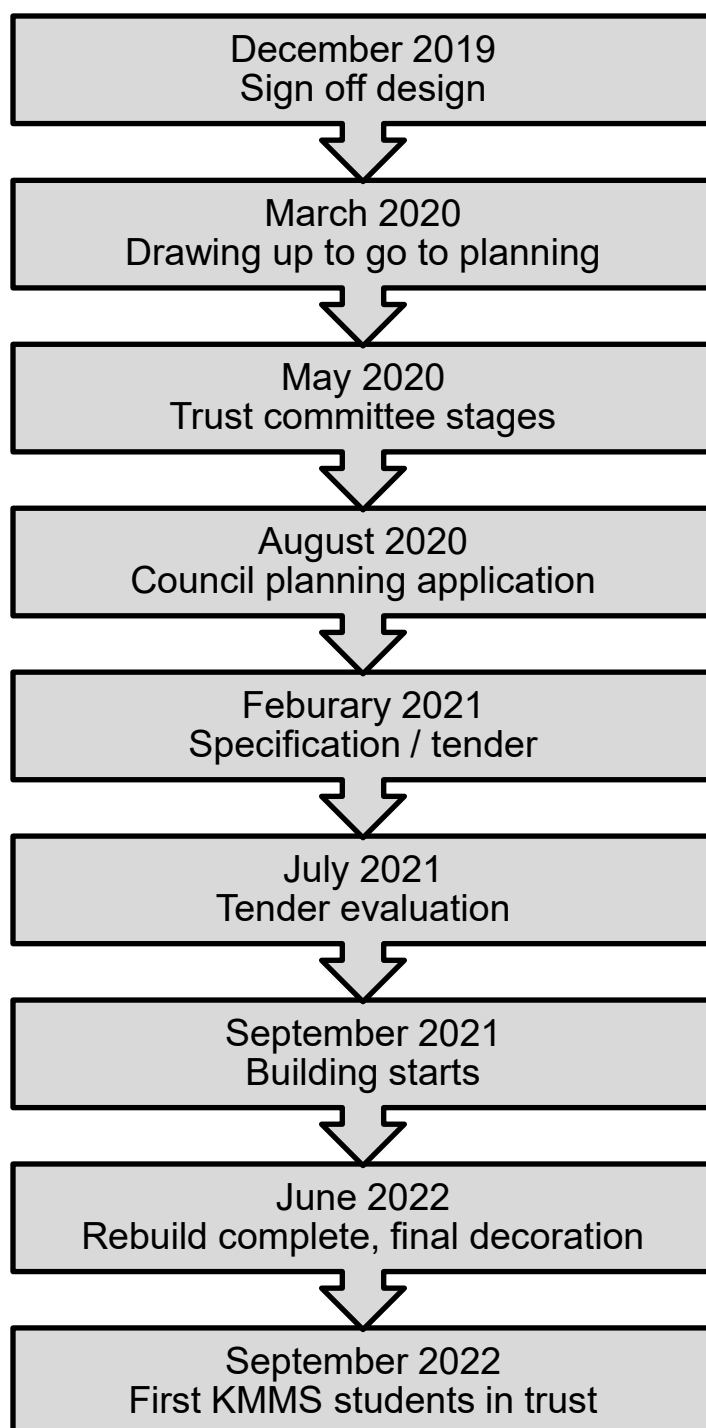 December 2019
Sign off design
March 2020
Drawing up to go to planning
May 2020
Trust committee stages
August 2020
Council planning application
Feburary 2021
Specification / tender
July 2021
Tender evaluation
September 2021
Building starts
June 2022
Rebuild complete, final decoration
September 2022
First KMMS students in trust